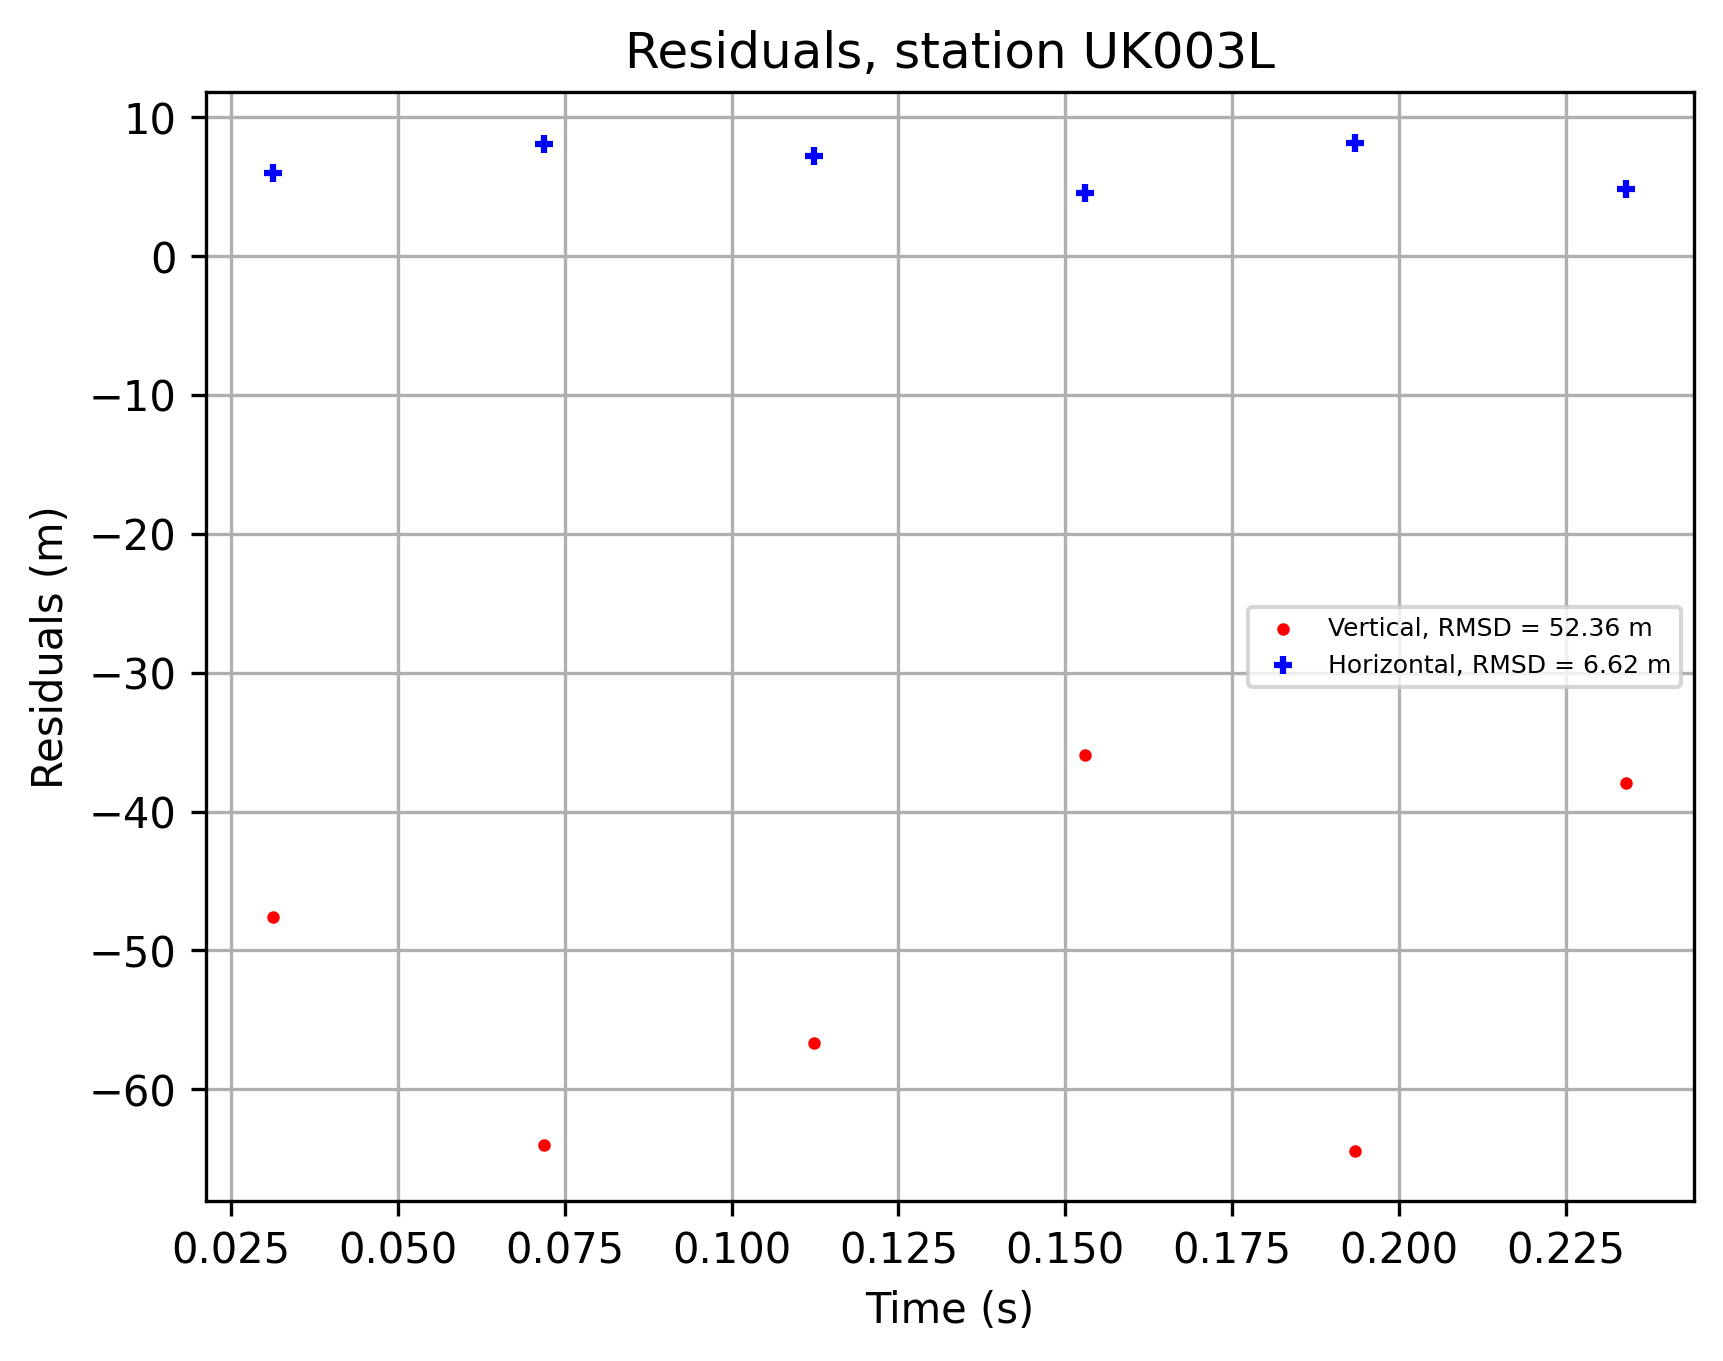 Residuals, station UK003L
10
0
−10
−20
−30
−40
−50
−60
Residuals (m)
Vertical, RMSD = 52.36 m
Horizontal, RMSD = 6.62 m
0.025 0.050 0.075 0.100 0.125 0.150 0.175 0.200 0.225
Time (s)